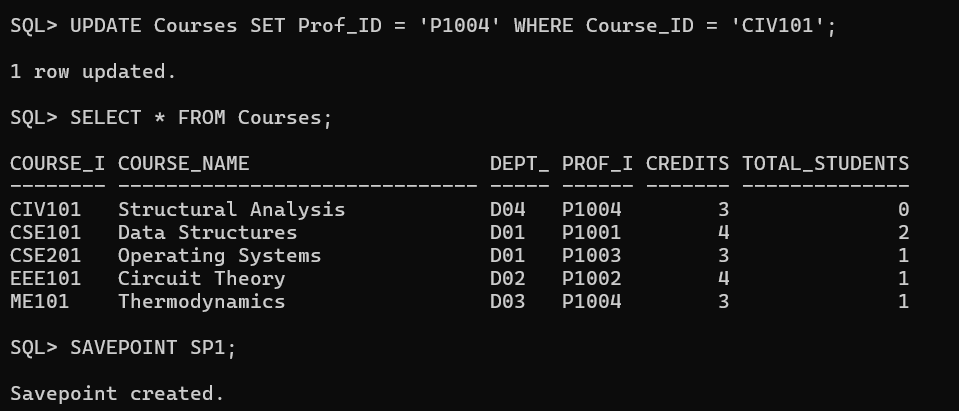 SQL> UPDATE Courses SET Prof_ID = 'P1004' WHERE Course_ID = 'CIV101';
1 row updated.
SQL> SELECT * FROM Courses;
COURSE_I COURSE_NAME                    DEPT_ PROF_I CREDITS TOTAL_STUDENTS
-------- ------------------------------ ----- ------ ------- --------------
CIV101   Structural Analysis            D04   P1004        3              0
CSE101   Data Structures                D01   P1001        4              2
CSE201   Operating Systems              D01   P1003        3              1
EEE101   Circuit Theory                 D02   P1002        4              1
ME101    Thermodynamics                 D03   P1004        3              1
SQL> SAVEPOINT SP1;
Savepoint created.